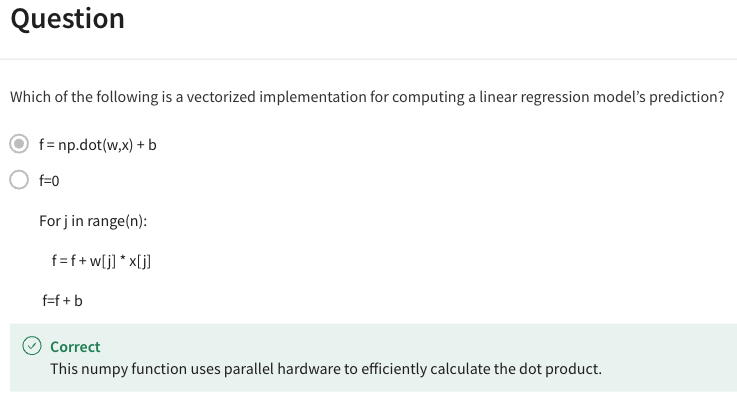 Question
Which of the following is a vectorized implementation for computing a linear regression model’s prediction?
f = np.dot(w,x) + b
f=0
For j in range(n):
f = f + w[j] * x[j]
f=f + b
Correct
This numpy function uses parallel hardware to efficiently calculate the dot product.